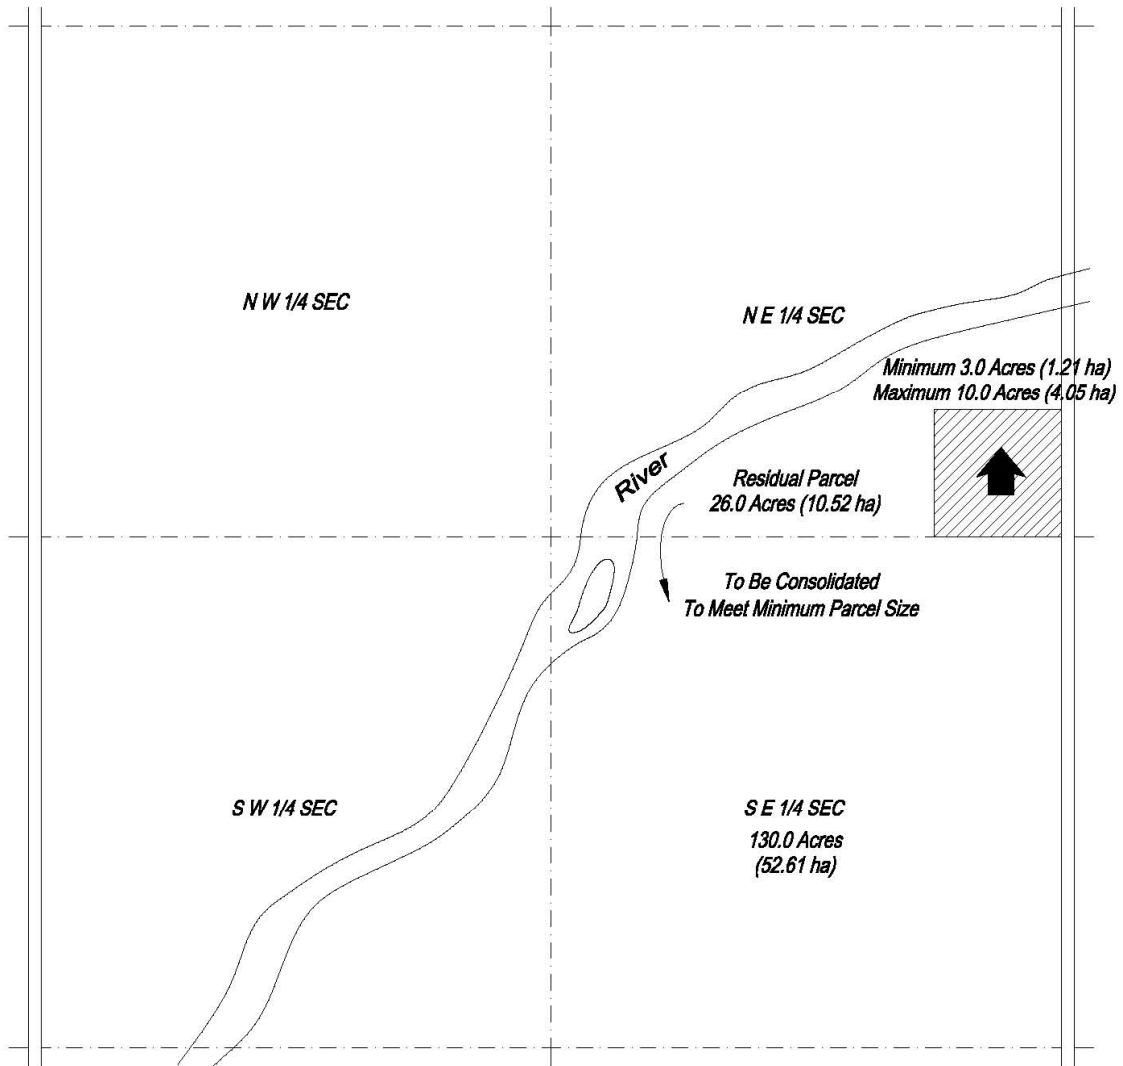 N W 1/4 SEC
N E 1/4 SEC
Minimum 3.0 Acres (1.21 ha)
Maximum 10.0 Acres (4.05 ha)
River
Residual Parcel
26.0 Acres (10.52 ha)
To Be Consolidated
To Meet Minimum Parcel Size
S W 1/4 SEC
S E 1/4 SEC
130.0 Acres
(52.61 ha)